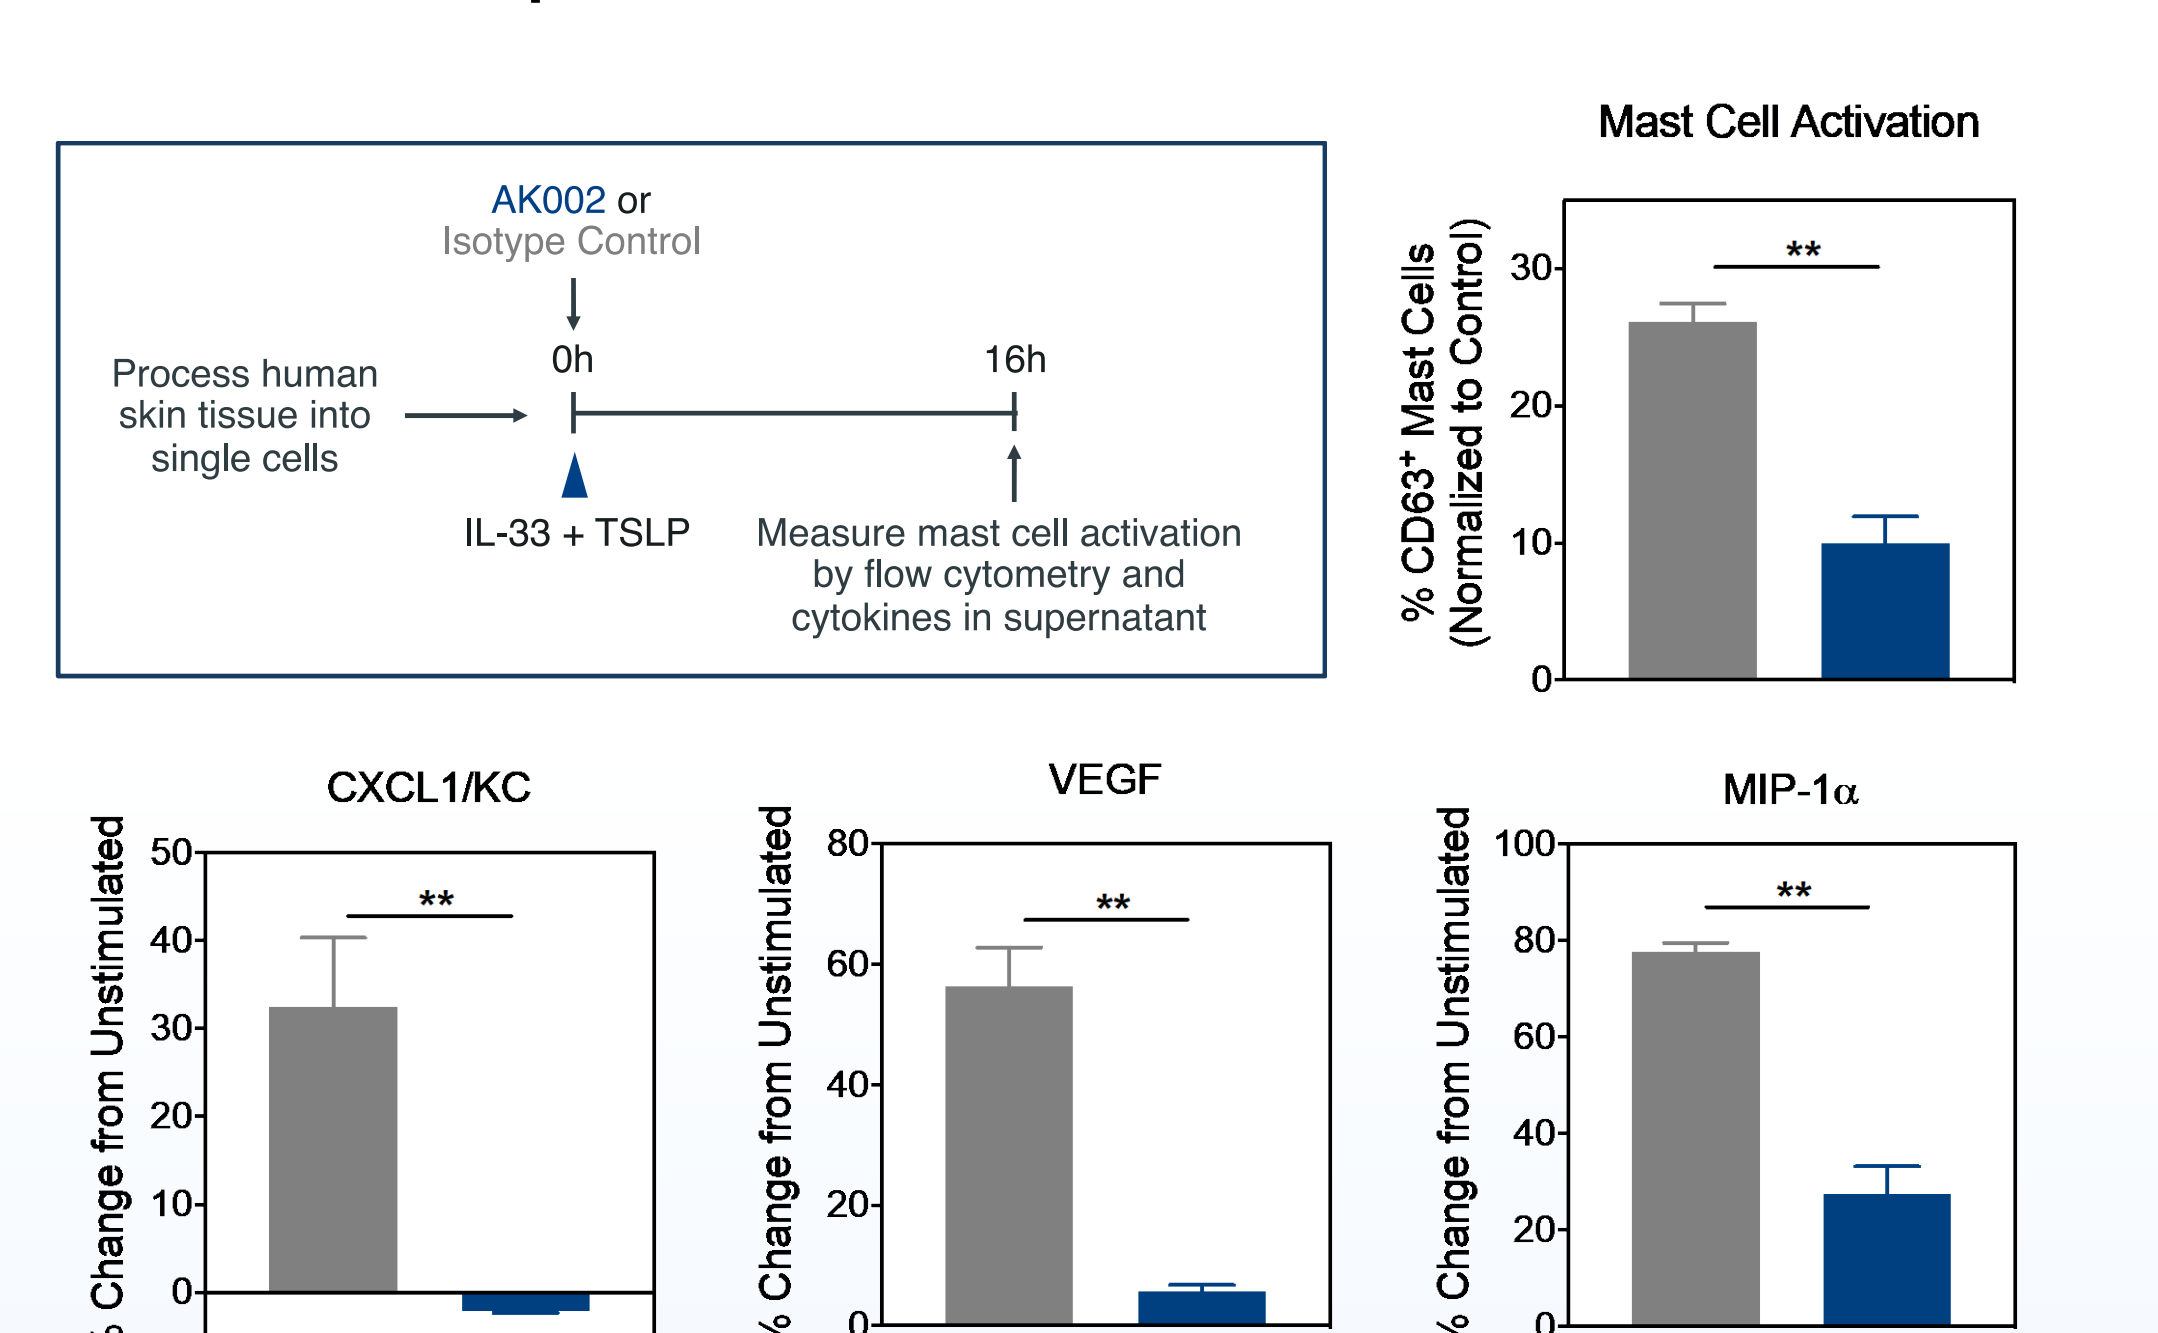 AK002 or
Isotype Control
0h
16h
Process human
skin tissue into
single cells
IL-33 + TSLP
Measure mast cell activation
by flow cytometry and
cytokines in supernatant
Mast Cell Activation
% CD63⁺ Mast Cells
(Normalized to Control)
30
20
10
0
**
CXCL1/KC
% Change from Unstimulated
50
40
30
20
10
0
**
VEGF
% Change from Unstimulated
80
60
40
20
0
**
MIP-1α
% Change from Unstimulated
100
80
60
40
20
0
**